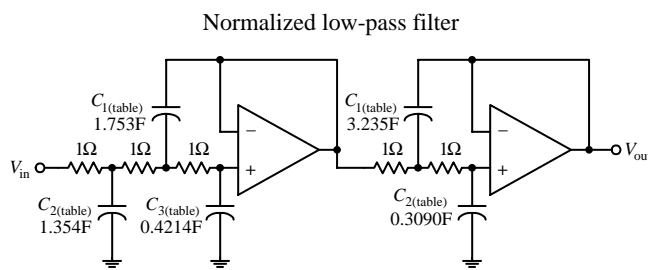 Normalized low-pass filter
C1(table)
1.753F
C1(table)
3.235F
1Ω 1Ω 1Ω
1Ω 1Ω
−
+
−
+
Vin
Vout
C2(table)
1.354F
C3(table)
0.4214F
C2(table)
0.3090F